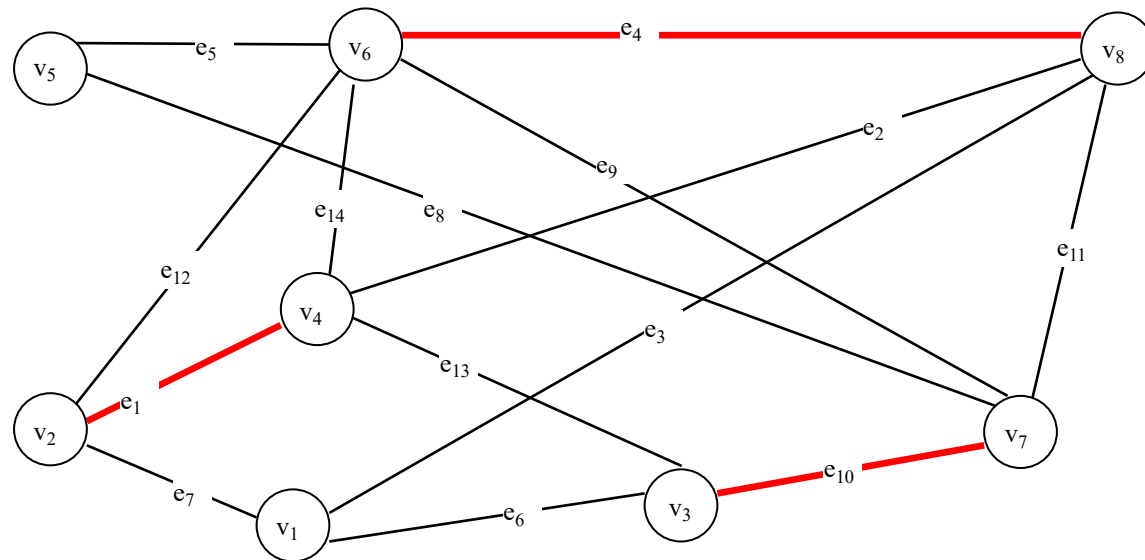 e₄
v₆
e₅
v₈
v₅
e₂
e₉
e₈
e₁₄
e₁₁
e₁₂
v₄
e₃
e₁₃
e₁
v₂
v₇
e₁₀
e₇
v₃
e₆
v₁